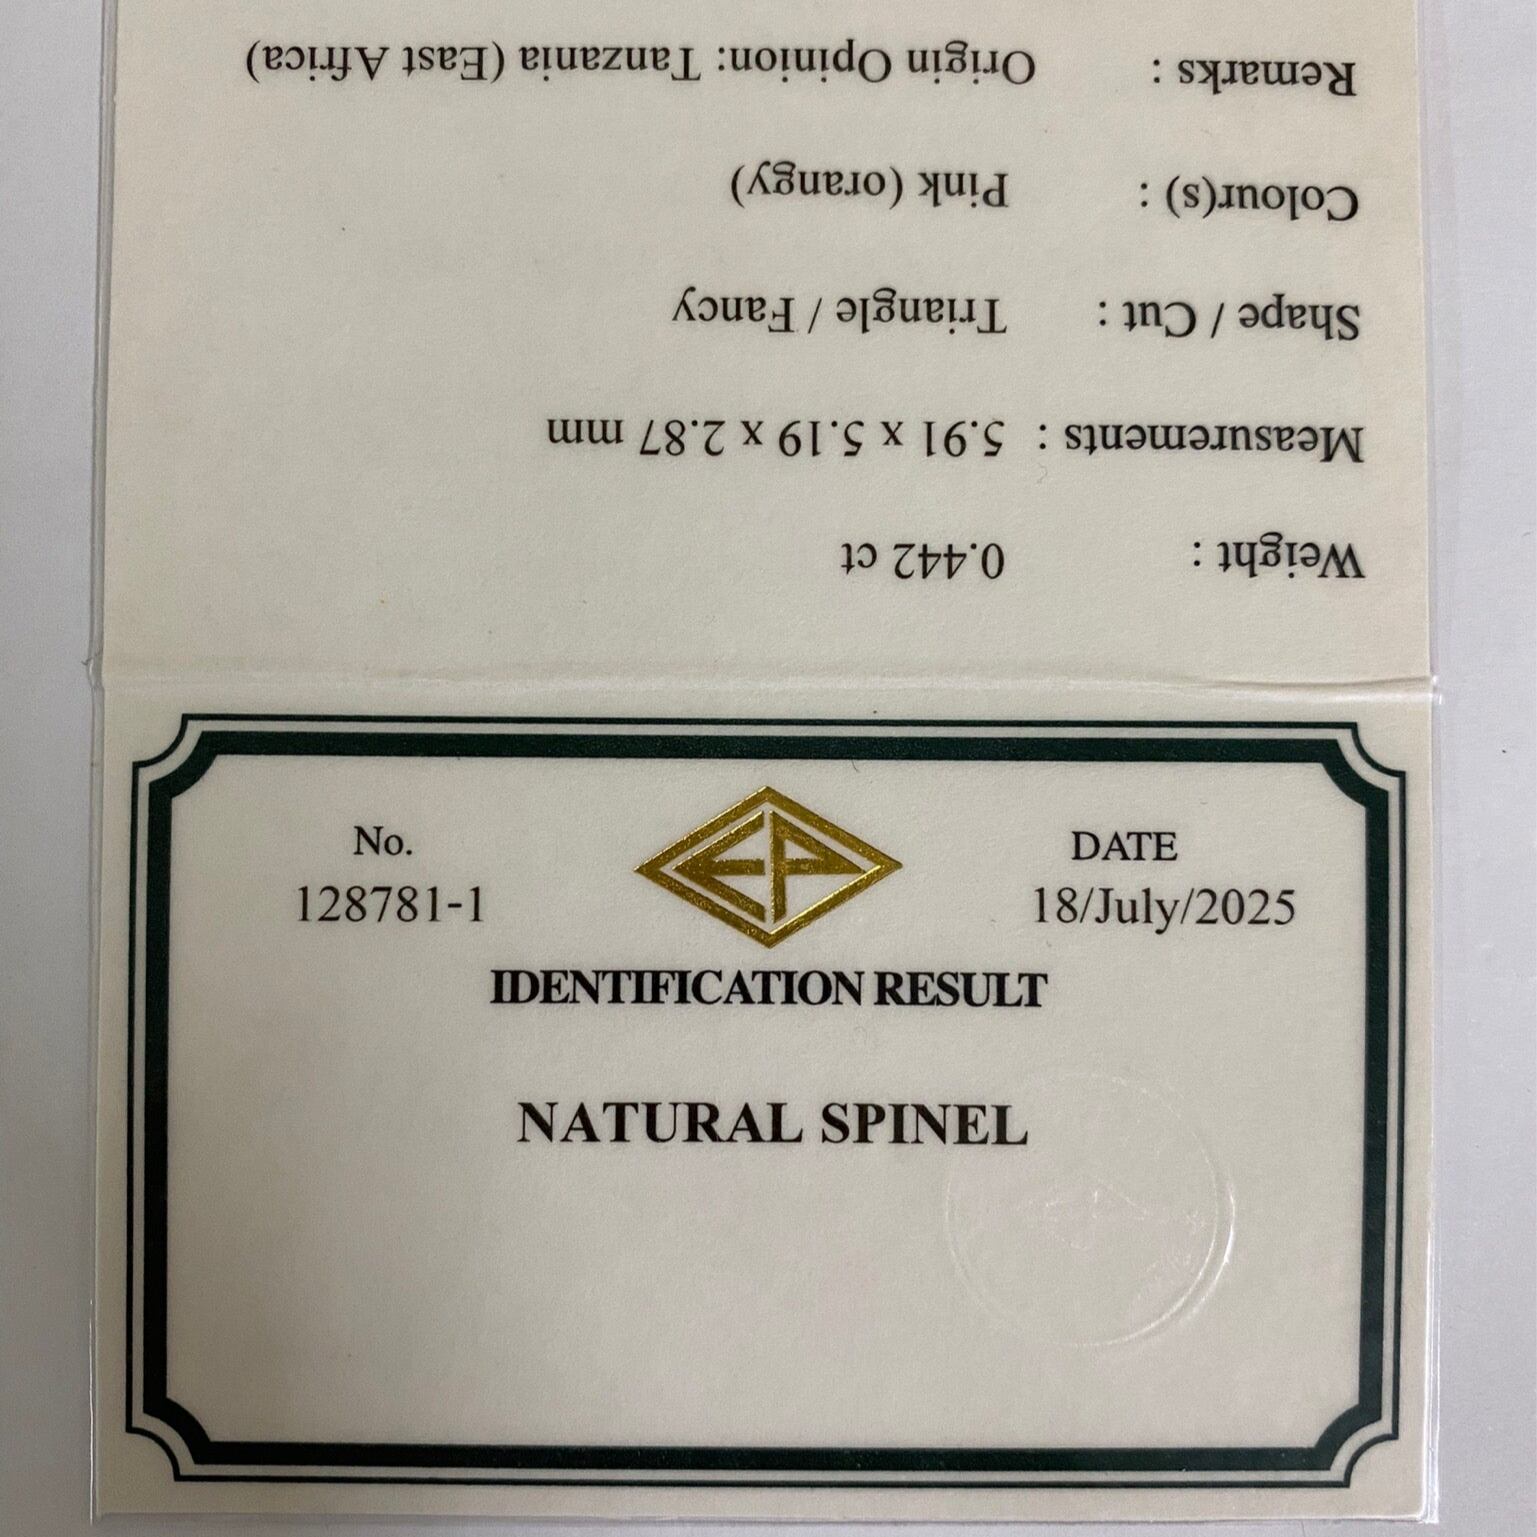 No.
128781-1
EP
DATE
18/July/2025
IDENTIFICATION RESULT
NATURAL SPINEL
Weight : 0.442 ct
Measurements : 5.91 x 5.19 x 2.87 mm
Shape / Cut : Triangle / Fancy
Colour(s) : Pink (orangy)
Remarks : Origin Opinion: Tanzania (East Africa)